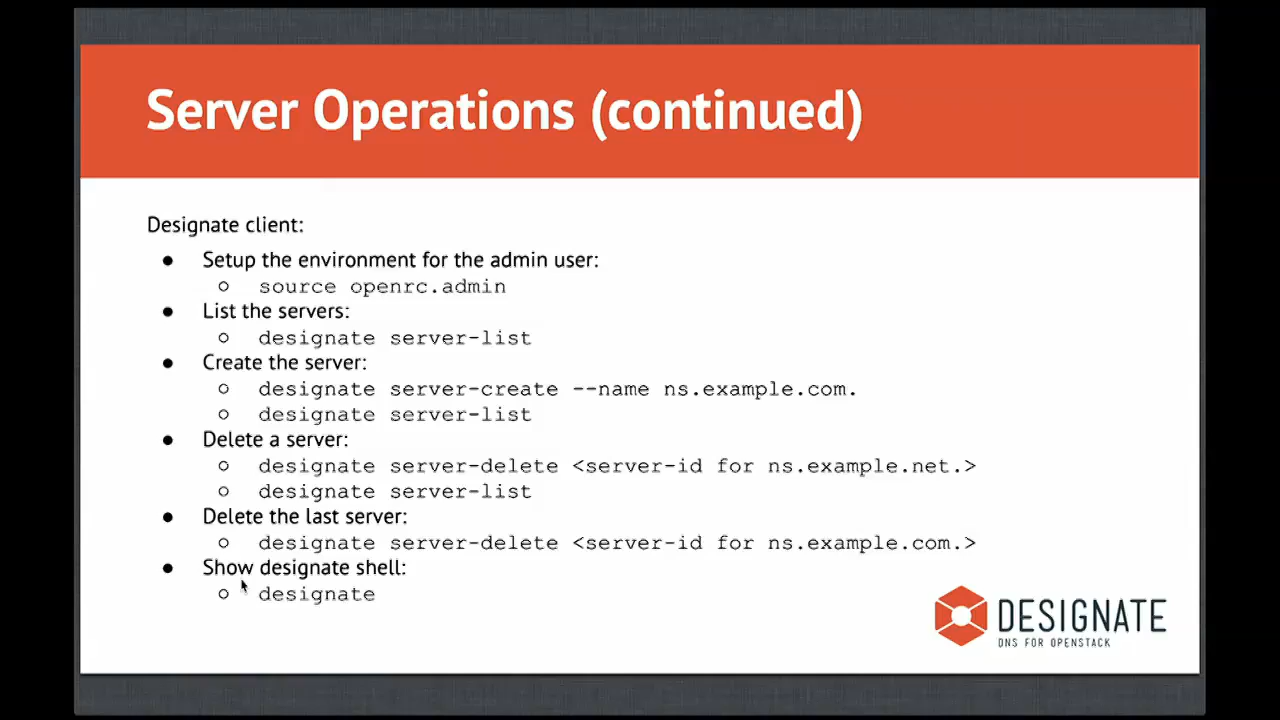 Server Operations (continued)
Designate client:
● Setup the environment for the admin user:
○ source openrc.admin
● List the servers:
○ designate server-list
● Create the server:
○ designate server-create --name ns.example.com.
○ designate server-list
● Delete a server:
○ designate server-delete <server-id for ns.example.net.>
○ designate server-list
● Delete the last server:
○ designate server-delete <server-id for ns.example.com.>
● Show designate shell:
○ designate
DESIGNATE
DNS FOR OPENSTACK